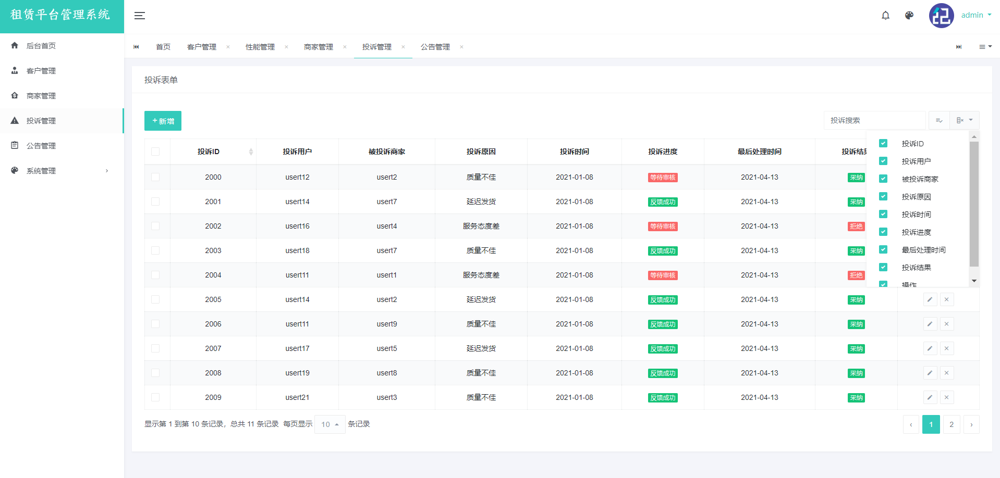 租赁平台管理系统
admin
后台首页
客户管理
商家管理
投诉管理
公告管理
系统管理
首页 客户管理 × 性能管理 × 商家管理 × 投诉管理 × 公告管理 ×
投诉表单
+新增
投诉搜索
投诉ID 投诉用户 被投诉商家 投诉原因 投诉时间 投诉进度 最后处理时间 投诉结
2000 usert12 usert2 质量不佳 2021-01-08 等待审核 2021-04-13 采纳
2001 usert14 usert7 延迟发货 2021-01-08 反馈成功 2021-04-13 采纳
2002 usert16 usert4 服务态度差 2021-01-08 等待审核 2021-04-13 拒绝
2003 usert18 usert7 质量不佳 2021-01-08 反馈成功 2021-04-13 采纳
2004 usert11 usert1 服务态度差 2021-01-08 等待审核 2021-04-13 拒绝
2005 usert14 usert2 延迟发货 2021-01-08 反馈成功 2021-04-13 采纳
2006 usert11 usert9 质量不佳 2021-01-08 反馈成功 2021-04-13 采纳
2007 usert17 usert5 延迟发货 2021-01-08 反馈成功 2021-04-13 采纳
2008 usert19 usert8 质量不佳 2021-01-08 反馈成功 2021-04-13 采纳
2009 usert21 usert3 质量不佳 2021-01-08 反馈成功 2021-04-13 采纳
投诉ID
投诉用户
被投诉商家
投诉原因
投诉时间
投诉进度
最后处理时间
投诉结果
操作
显示第 1 到第 10 条记录，总共 11 条记录 每页显示 10 条记录
‹ 1 2 ›